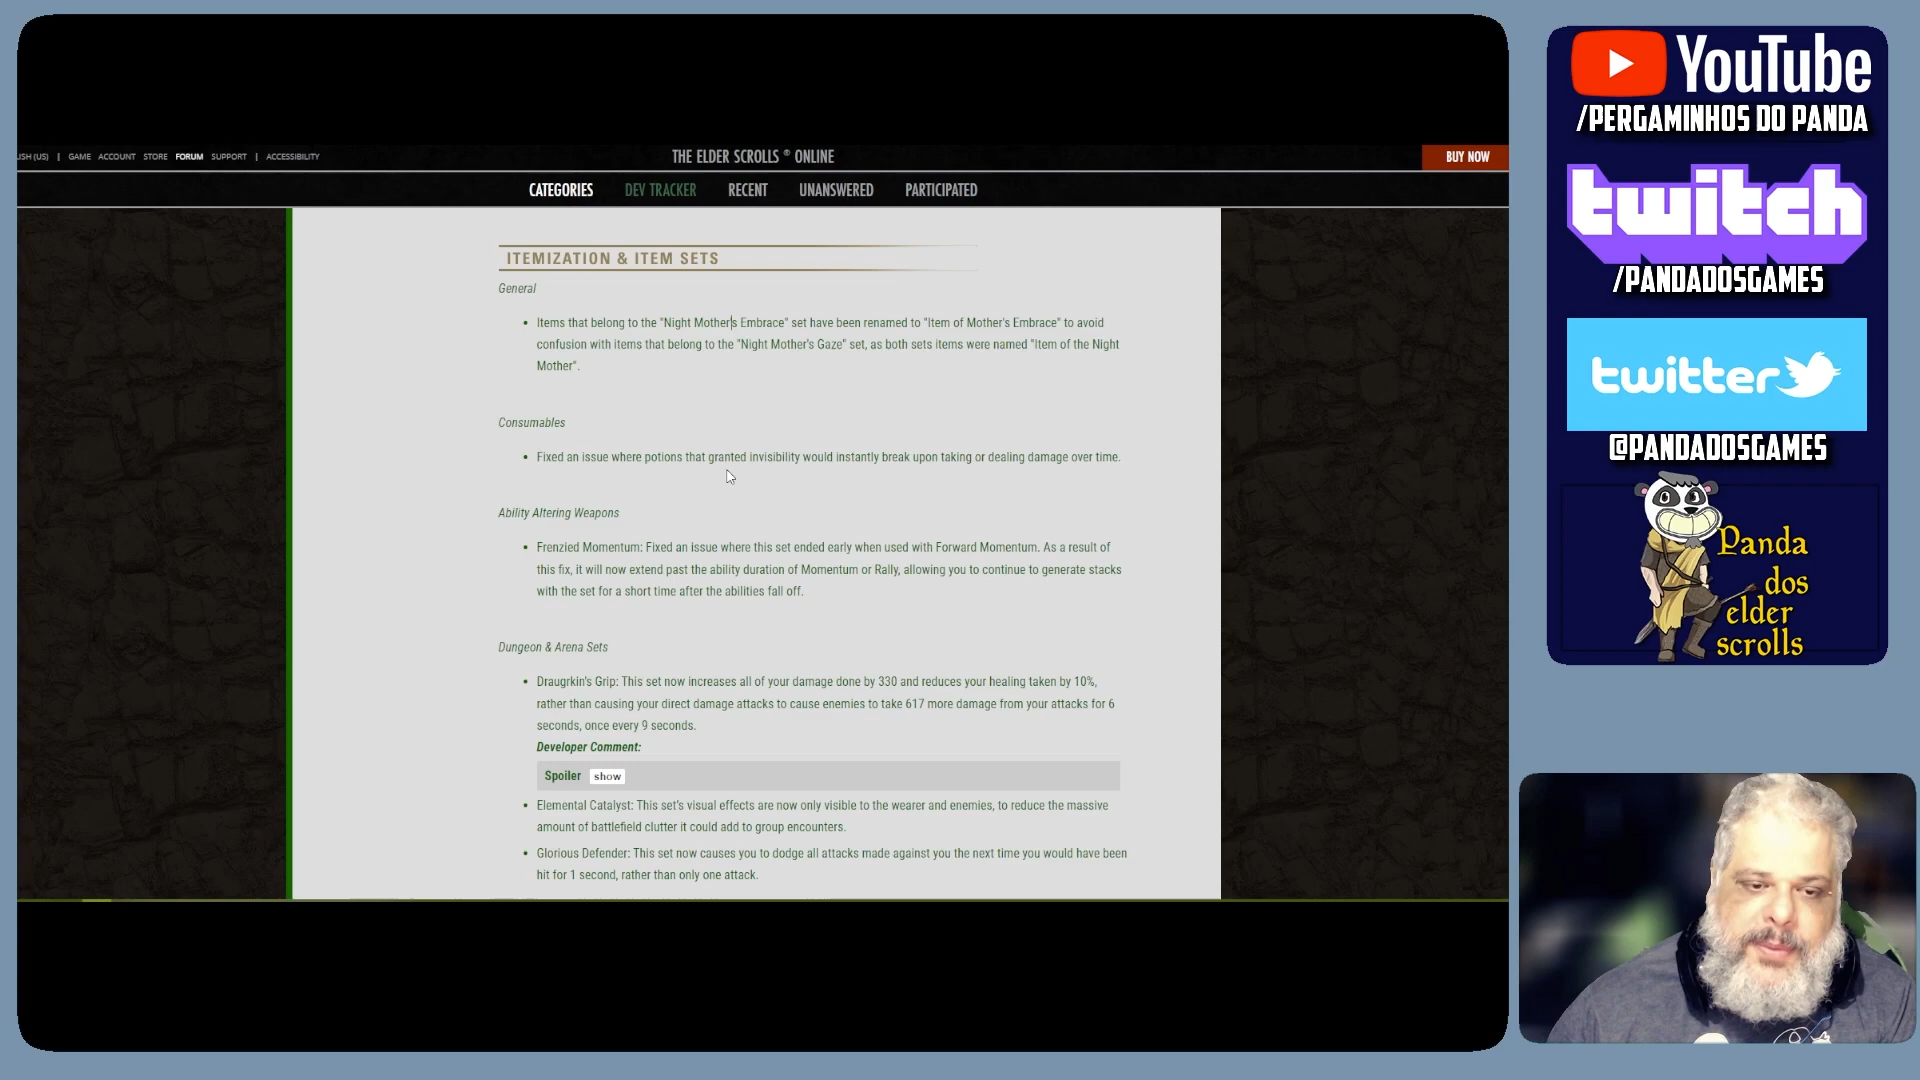 JSH (US) | GAME ACCOUNT STORE FORUM SUPPORT | ACCESSIBILITY
THE ELDER SCROLLS ® ONLINE
BUY NOW
CATEGORIES DEV TRACKER RECENT UNANSWERED PARTICIPATED
ITEMIZATION & ITEM SETS
General
• Items that belong to the "Night Mother's Embrace" set have been renamed to "Item of Mother's Embrace" to avoid
confusion with items that belong to the "Night Mother's Gaze" set, as both sets items were named "Item of the Night
Mother".
Consumables
• Fixed an issue where potions that granted invisibility would instantly break upon taking or dealing damage over time.
Ability Altering Weapons
• Frenzied Momentum: Fixed an issue where this set ended early when used with Forward Momentum. As a result of
this fix, it will now extend past the ability duration of Momentum or Rally, allowing you to continue to generate stacks
with the set for a short time after the abilities fall off.
Dungeon & Arena Sets
• Draugrkin's Grip: This set now increases all of your damage done by 330 and reduces your healing taken by 10%,
rather than causing your direct damage attacks to cause enemies to take 617 more damage from your attacks for 6
seconds, once every 9 seconds.
Developer Comment:
Spoiler show
• Elemental Catalyst: This set's visual effects are now only visible to the wearer and enemies, to reduce the massive
amount of battlefield clutter it could add to group encounters.
• Glorious Defender: This set now causes you to dodge all attacks made against you the next time you would have been
hit for 1 second, rather than only one attack.
YouTube
/PERGAMINHOS DO PANDA
twitch
/PANDADOSGAMES
twitter
@PANDADOSGAMES
Panda
dos
elder
scrolls